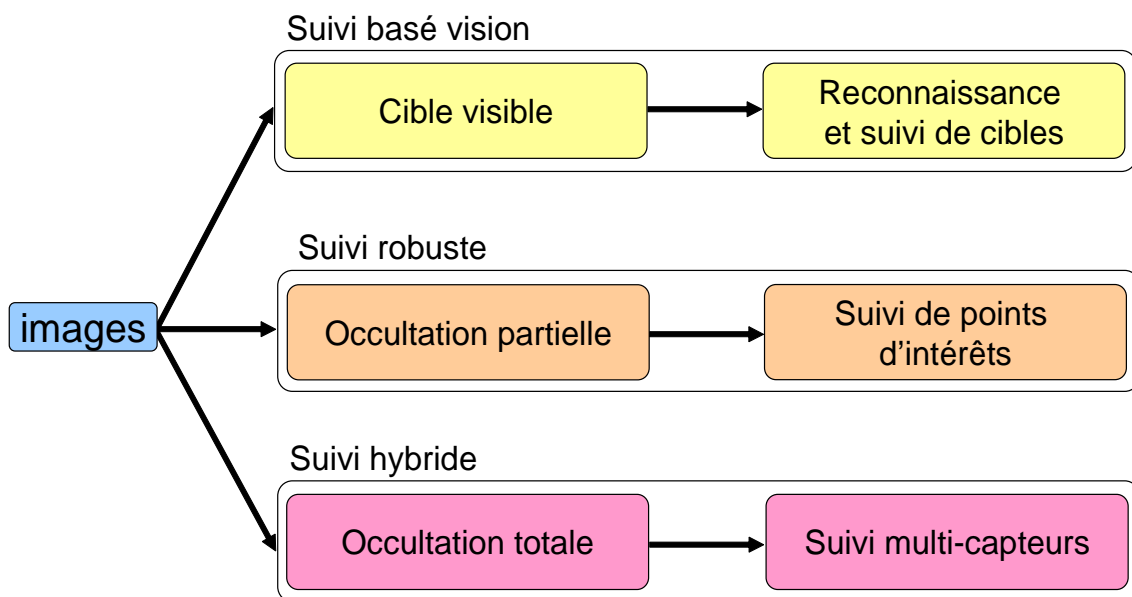 Suivi basé vision
Cible visible
Reconnaissance
et suivi de cibles
Suivi robuste
images
Occultation partielle
Suivi de points
d'intérêts
Suivi hybride
Occultation totale
Suivi multi-capteurs